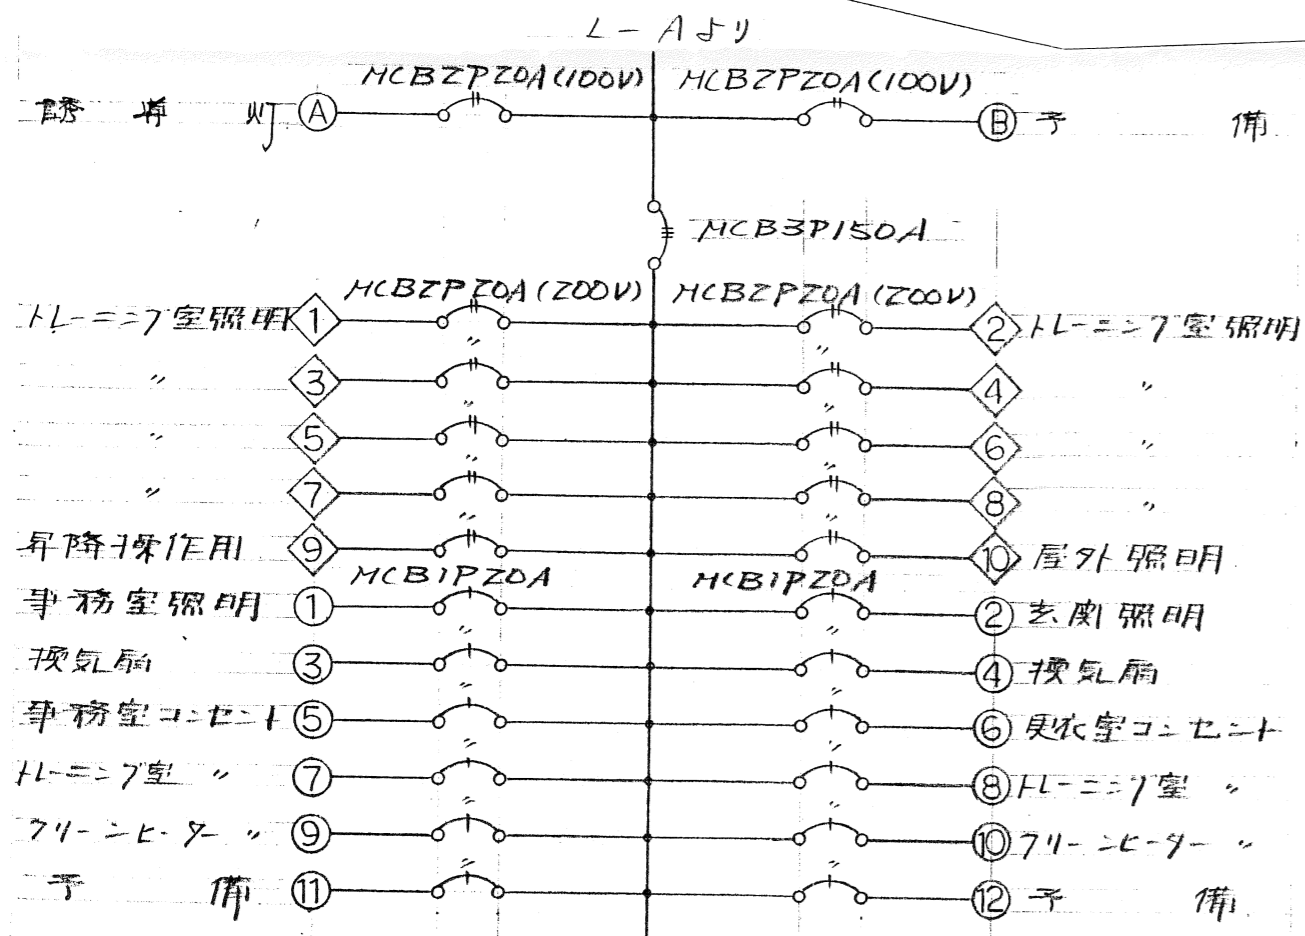 L-Aより
MCB2P20A(100V) MCB2P20A(100V)
誘導灯 A B 予備
MCB3P150A
MCB2P20A(200V) MCB2P20A(200V)
トレーニング室照明 1 2 トレーニング室照明
〃 〃
〃 3 4 〃
〃 〃
〃 5 6 〃
〃 〃
〃 7 8 〃
〃 〃
昇降操作用 9 10 屋外照明
MCB1P20A MCB1P20A
事務室照明 1 2 玄関照明
〃 〃
換気扇 3 4 換気扇
〃 〃
事務室コンセント 5 6 更衣室コンセント
〃 〃
トレーニング室 〃 7 8 トレーニング室 〃
〃 〃
クリーンヒーター 〃 9 10 クリーンヒーター 〃
〃 〃
予備 11 12 予備